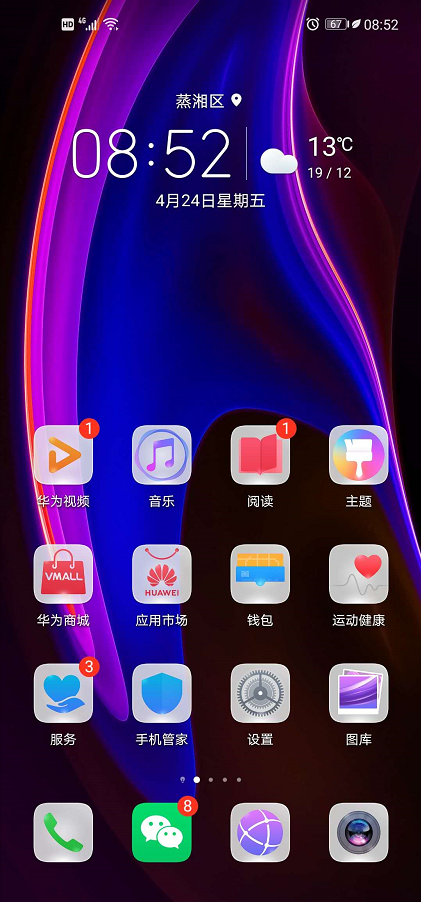 HD 4G 67 08:52
蒸湘区
08:52 13℃
19 / 12
4月24日星期五
1 1
华为视频 音乐 阅读 主题
VMALL HUAWEI
华为商城 应用市场 钱包 运动健康
3
服务 手机管家 设置 图库
8